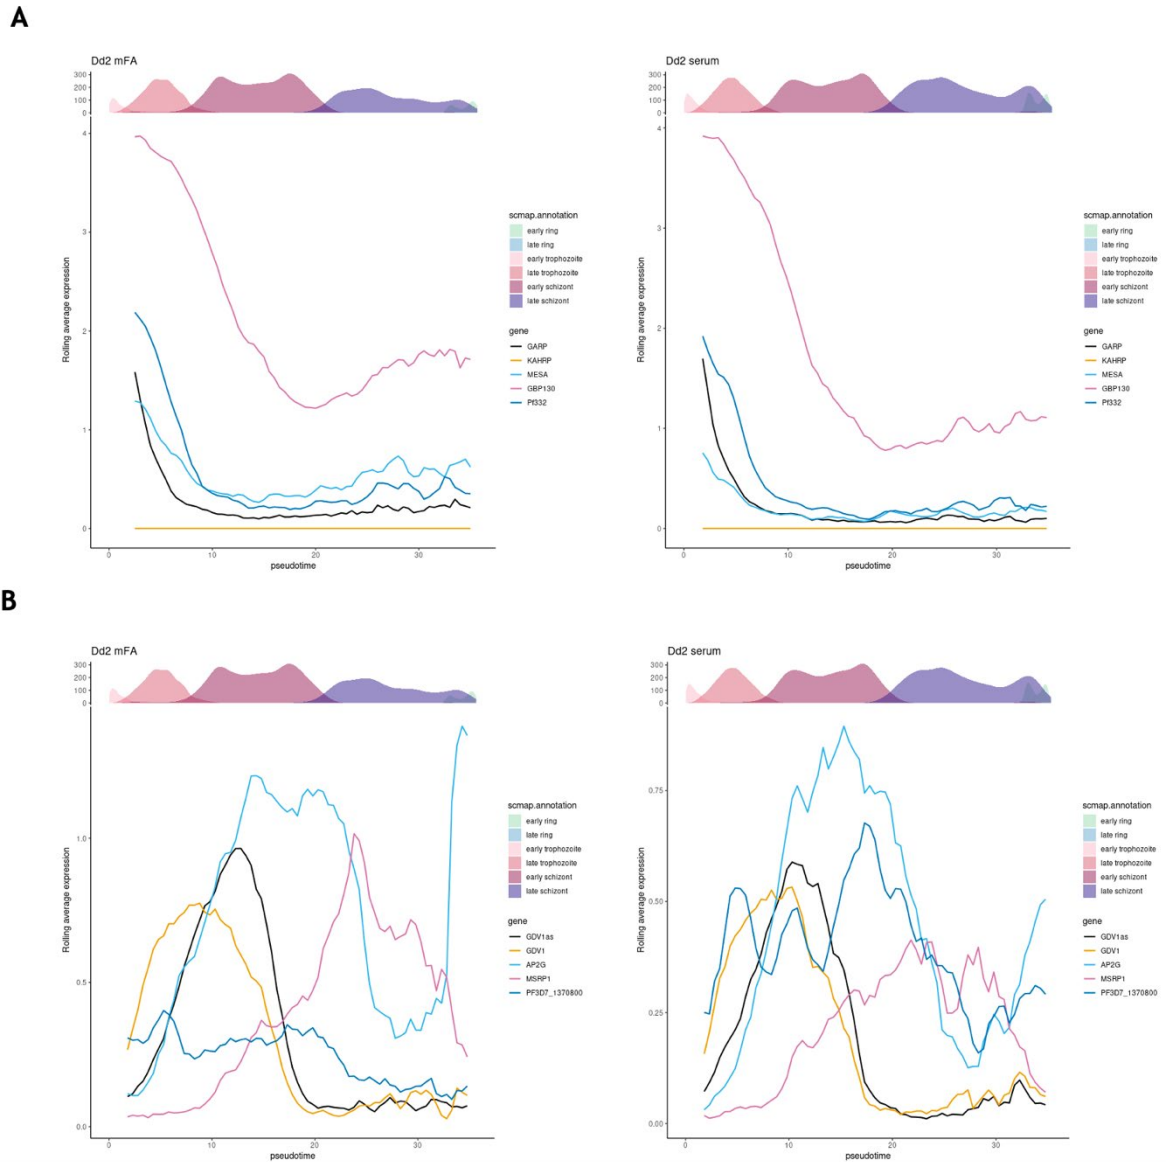 A
Dd2 mFA
300
200
100
0
4
3
2
1
0
Rolling average expression
0 10 20 30
pseudotime
scmap.annotation
early ring
late ring
early trophozoite
late trophozoite
early schizont
late schizont
gene
GARP
KAHRP
MESA
GBP130
Pf332
Dd2 serum
300
200
100
0
4
3
2
1
0
Rolling average expression
0 10 20 30
pseudotime
scmap.annotation
early ring
late ring
early trophozoite
late trophozoite
early schizont
late schizont
gene
GARP
KAHRP
MESA
GBP130
Pf332
B
Dd2 mFA
300
200
100
0
1.0
0.5
0.0
Rolling average expression
0 10 20 30
pseudotime
scmap.annotation
early ring
late ring
early trophozoite
late trophozoite
early schizont
late schizont
gene
GDV1as
GDV1
AP2G
MSRP1
PF3D7_1370800
Dd2 serum
300
200
100
0
0.75
0.50
0.25
0.00
Rolling average expression
0 10 20 30
pseudotime
scmap.annotation
early ring
late ring
early trophozoite
late trophozoite
early schizont
late schizont
gene
GDV1as
GDV1
AP2G
MSRP1
PF3D7_1370800